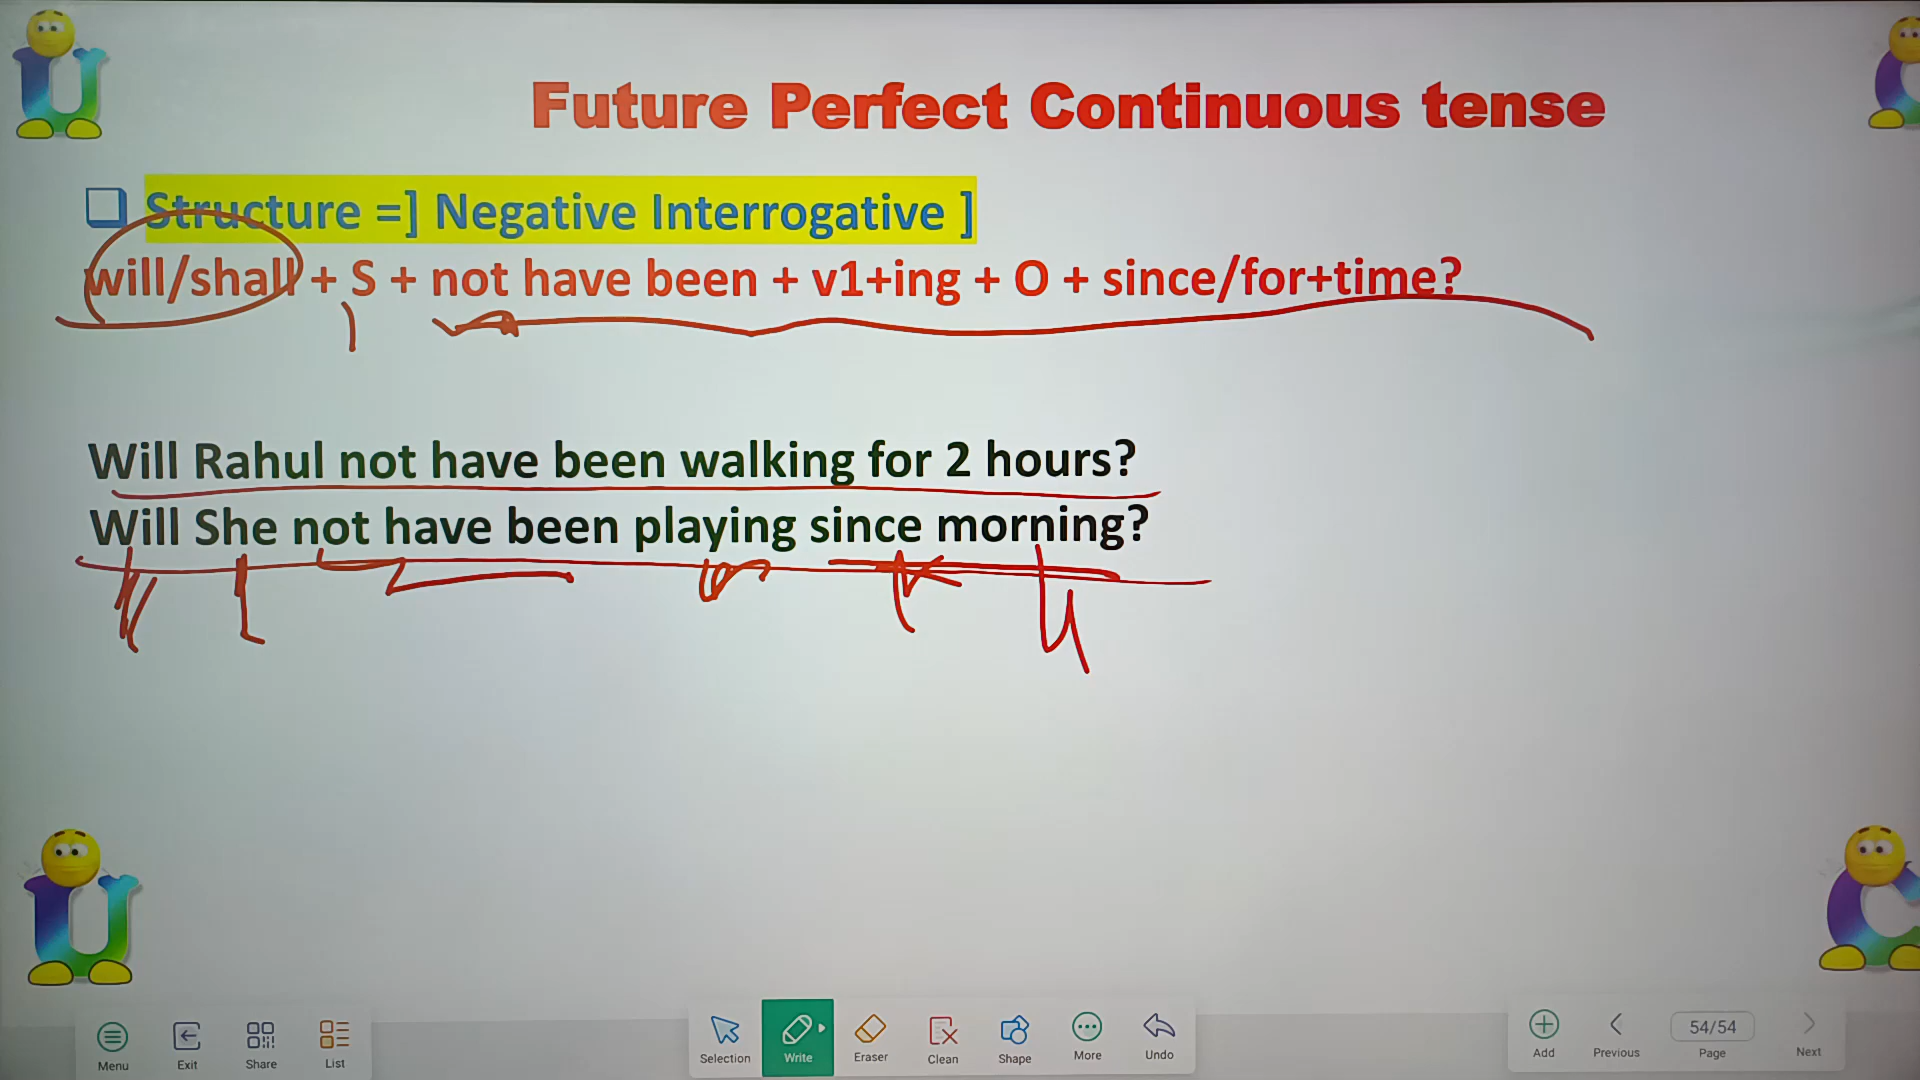 Future Perfect Continuous tense
Structure =] Negative Interrogative ]
will/shall + S + not have been + v1+ing + O + since/for+time?
Will Rahul not have been walking for 2 hours?
Will She not have been playing since morning?
Menu Exit Share List Selection Write Eraser Clean Shape More Undo Add Previous 54/54 Page Next